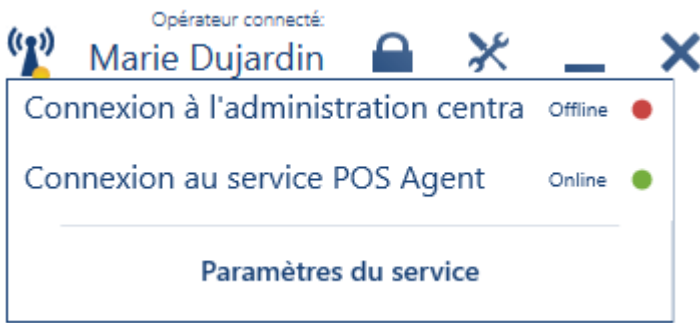 Opérateur connecté:
Marie Dujardin
Connexion à l'administration centra Offline
Connexion au service POS Agent Online
Paramètres du service